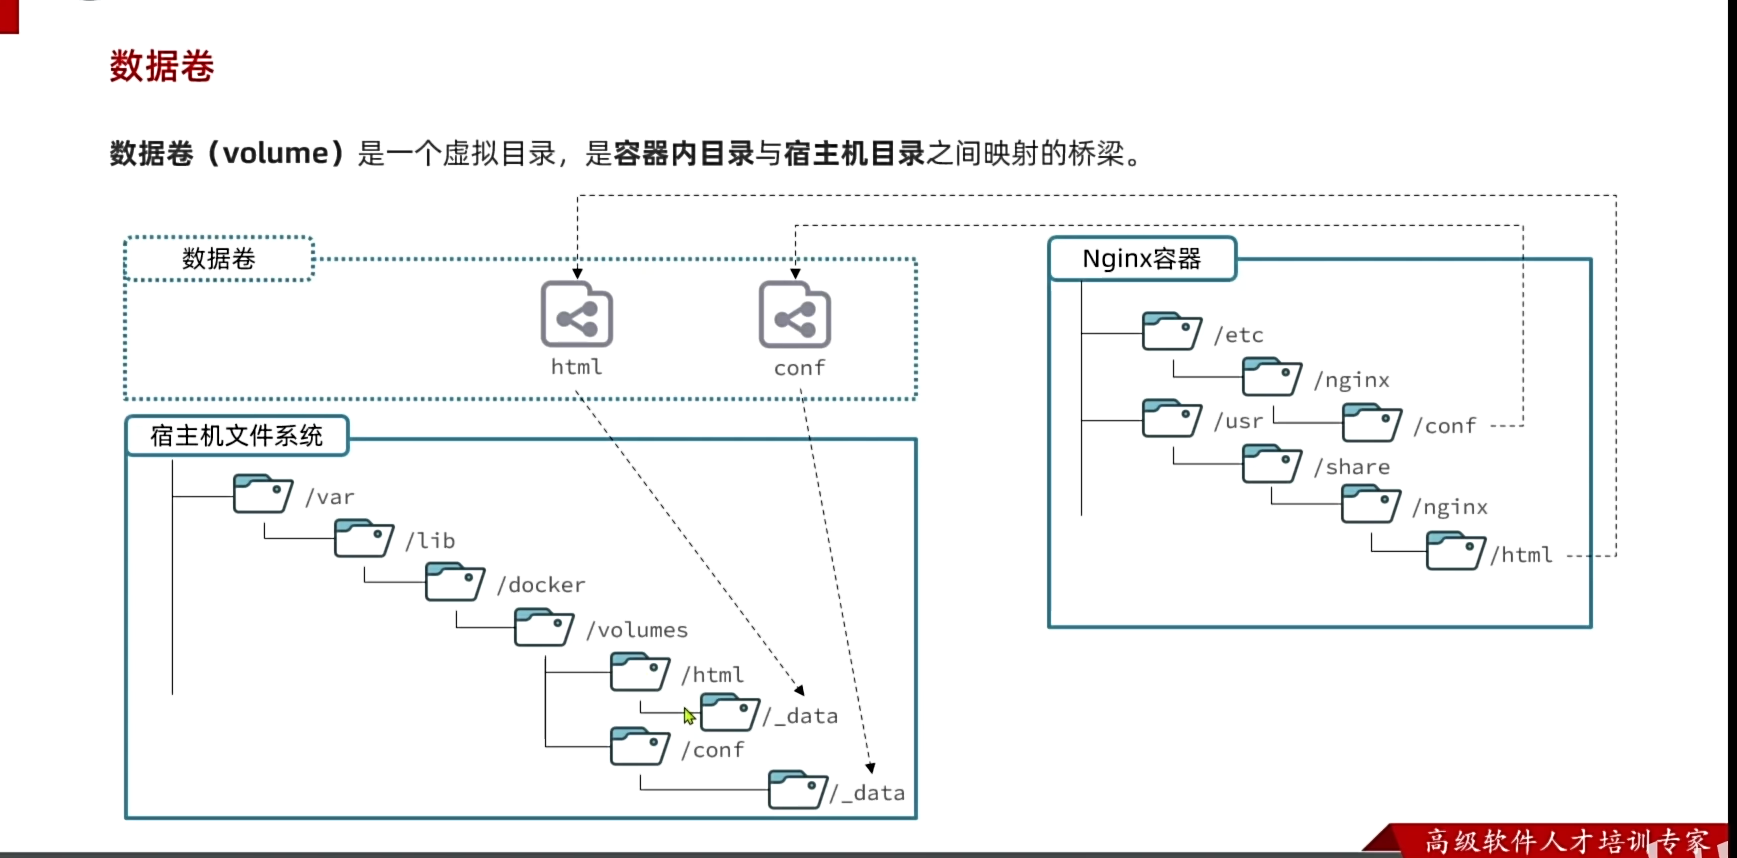 数据卷
数据卷（volume）是一个虚拟目录，是容器内目录与宿主机目录之间映射的桥梁。
数据卷
html
conf
宿主机文件系统
/var
/lib
/docker
/volumes
/html
/_data
/conf
/_data
Nginx容器
/etc
/nginx
/conf
/usr
/share
/nginx
/html
高级软件人才培训专家